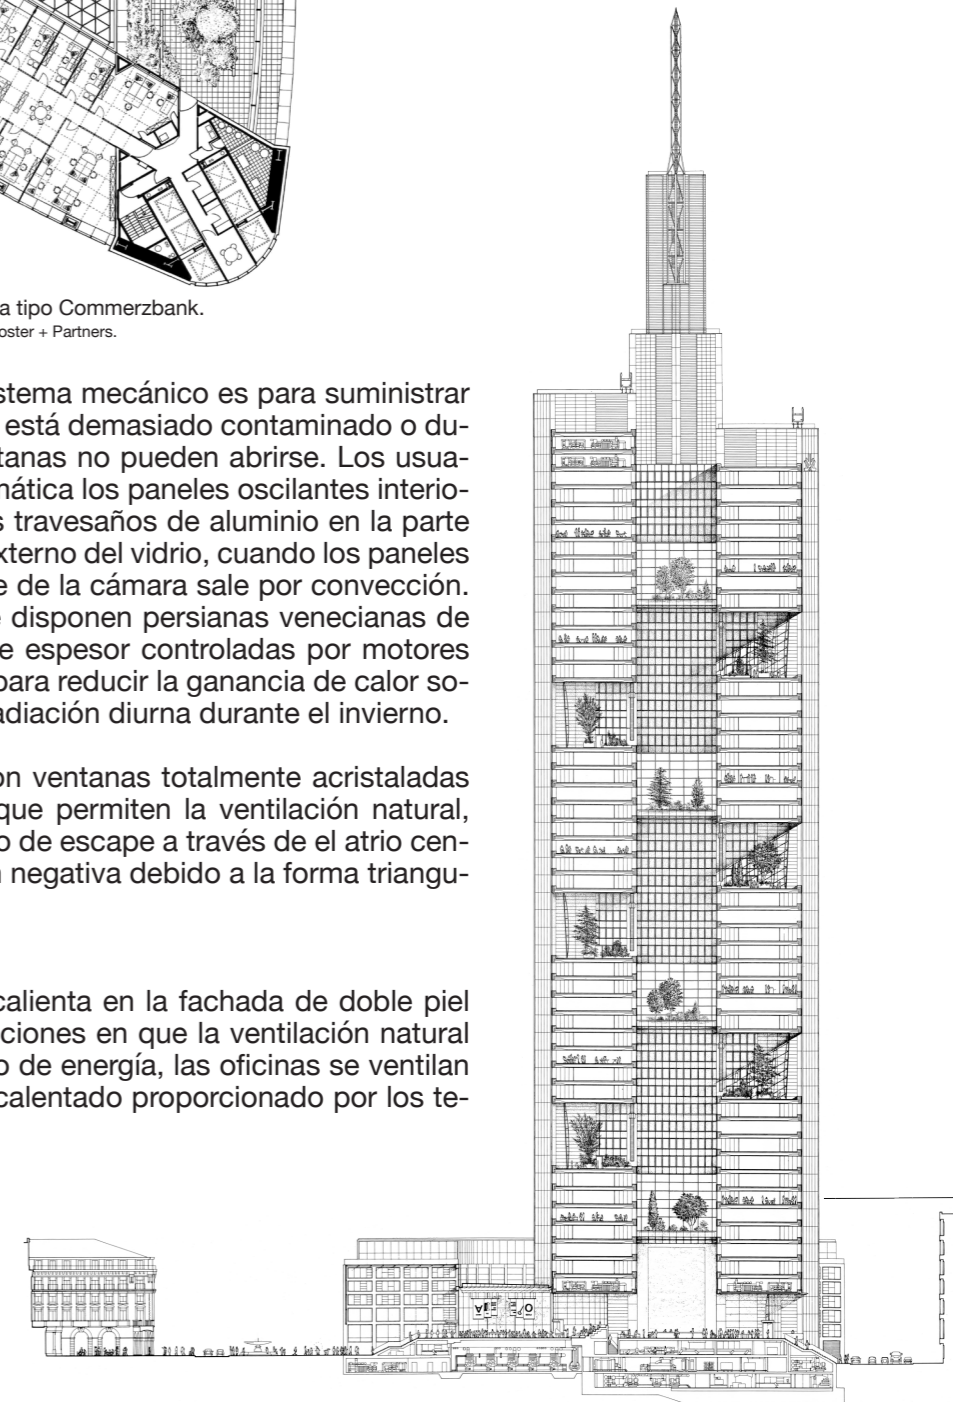 a tipo Commerzbank.
oster + Partners.
stema mecánico es para suministrar
está demasiado contaminado o du-
tanas no pueden abrirse. Los usua-
mática los paneles oscilantes interio-
s travesaños de aluminio en la parte
xterno del vidrio, cuando los paneles
e de la cámara sale por convección.
e disponen persianas venecianas de
e espesor controladas por motores
para reducir la ganancia de calor so-
adiación diurna durante el invierno.
on ventanas totalmente acristaladas
que permiten la ventilación natural,
o de escape a través de el atrio cen-
n negativa debido a la forma triangu-
calienta en la fachada de doble piel
ciones en que la ventilación natural
o de energía, las oficinas se ventilan
calentado proporcionado por los te-